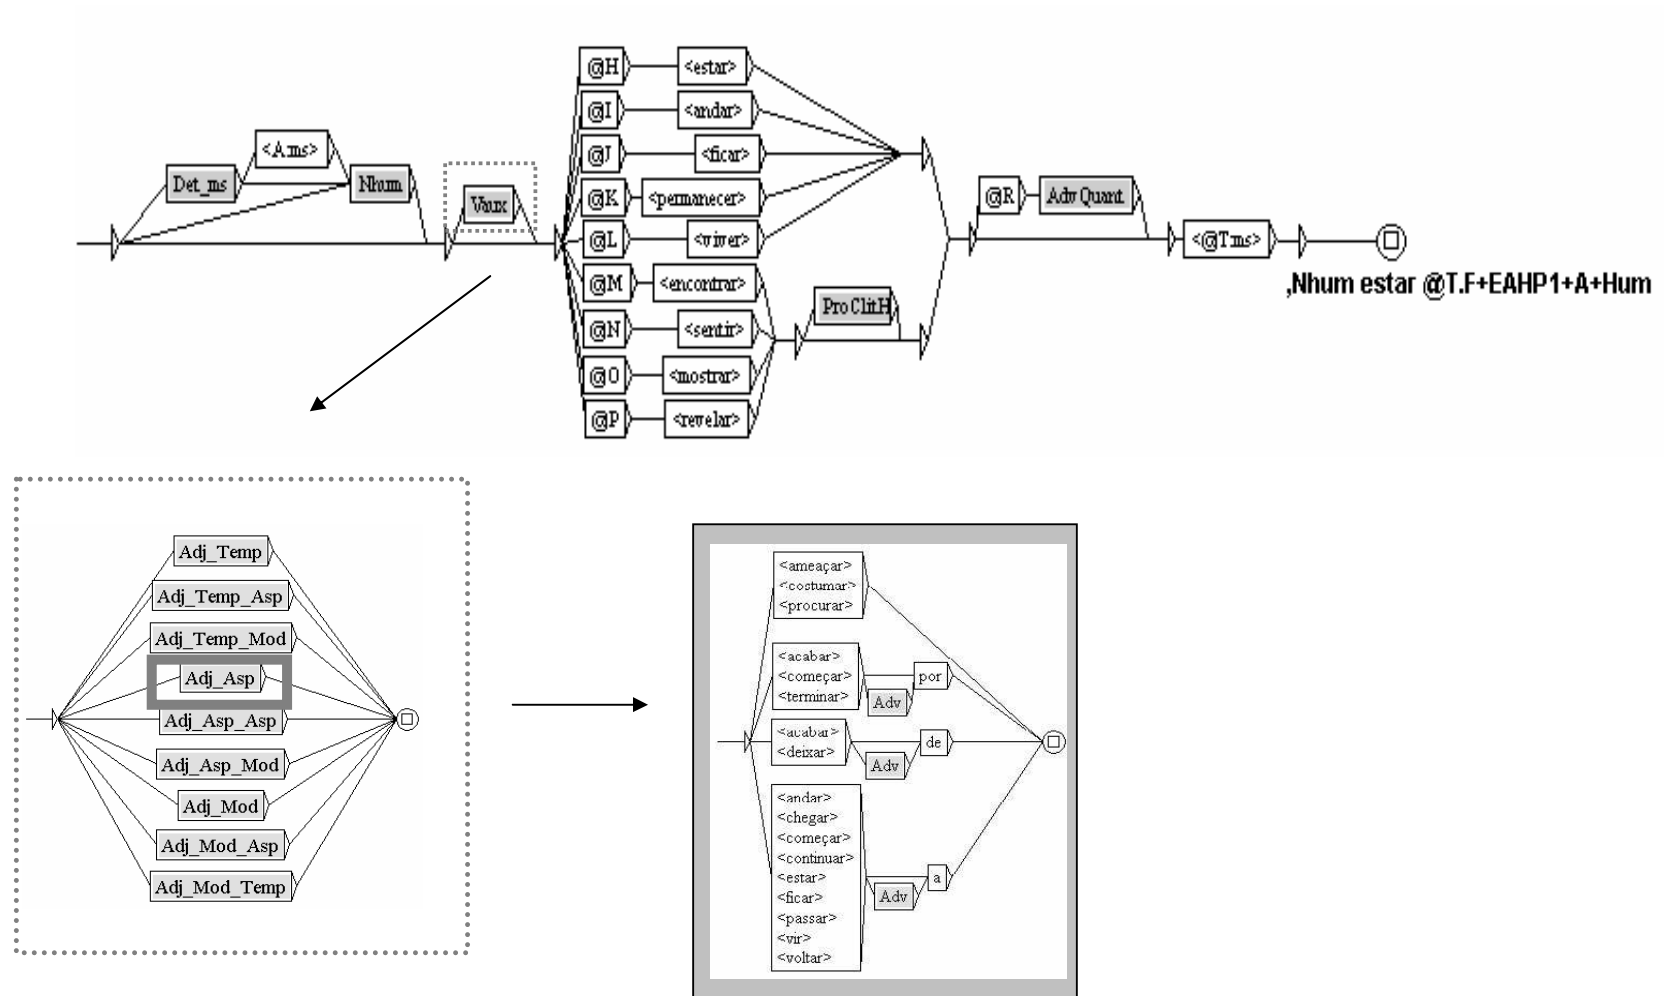 Det_ms
<A:ms>
Nhum
Vaux
@H <estar>
@I <andar>
@J <ficar>
@K <permanecer>
@L <viver>
@M <encontrar>
@N <sentir>
@O <mostrar>
@P <revelar>
ProClitH
@R AdvQuant
<@T:ms>
,Nhum estar @T.F+EAHP1+A+Hum
Adj_Temp
Adj_Temp_Asp
Adj_Temp_Mod
Adj_Asp
Adj_Asp_Asp
Adj_Asp_Mod
Adj_Mod
Adj_Mod_Asp
Adj_Mod_Temp
<ameaçar>
<costumar>
<procurar>
<acabar>
<começar>
<terminar>
Adv
por
<acabar>
<deixar>
Adv
de
<andar>
<chegar>
<começar>
<continuar>
<estar>
<ficar>
<passar>
<vir>
<voltar>
Adv
a